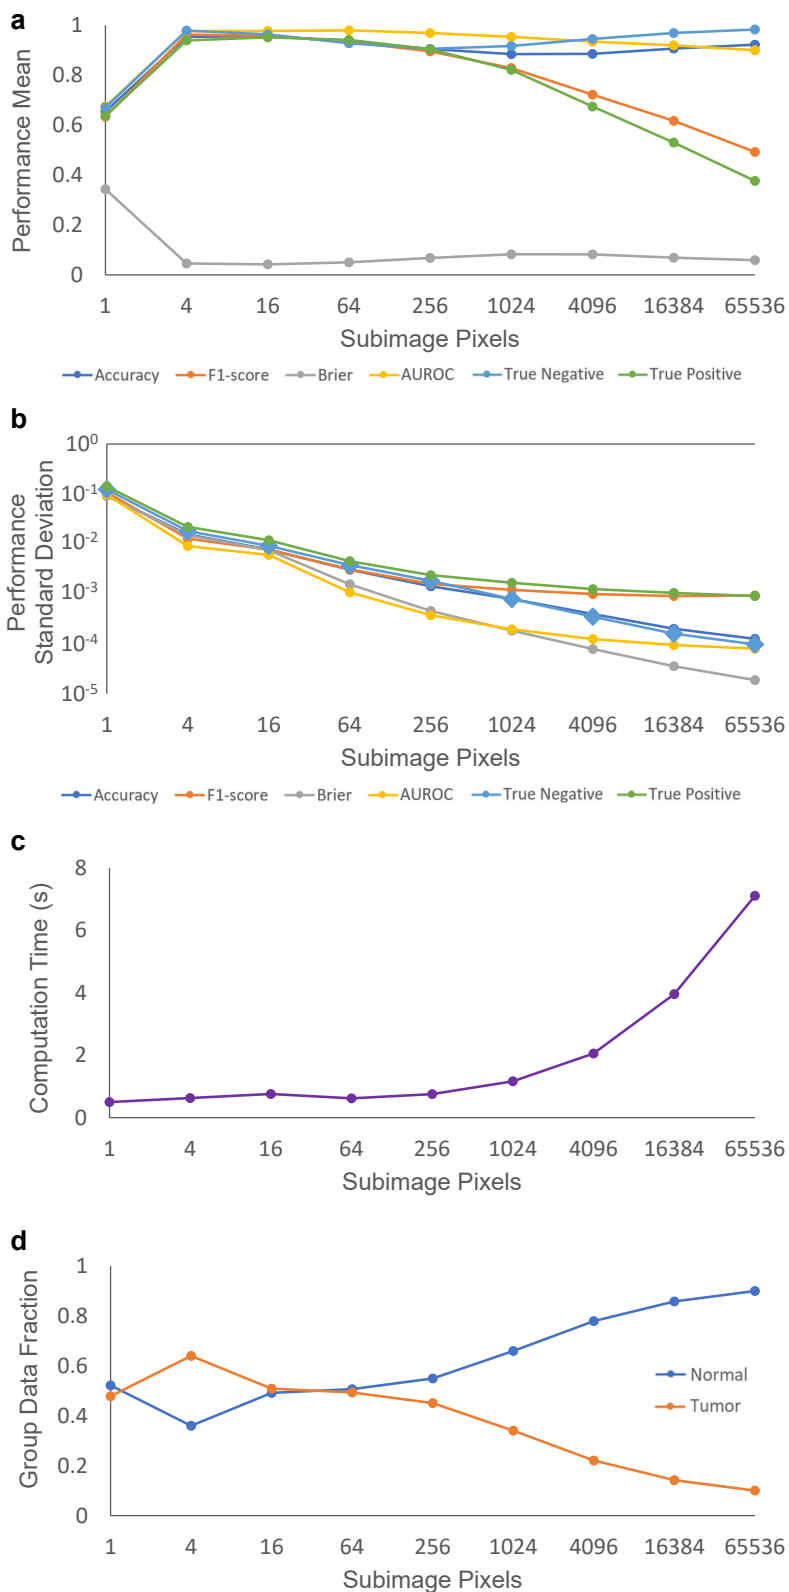 a
Performance Mean
1
0.8
0.6
0.4
0.2
0
1 4 16 64 256 1024 4096 16384 65536
Subimage Pixels
Accuracy F1-score Brier AUROC True Negative True Positive
b
Performance
Standard Deviation
10^0
10^-1
10^-2
10^-3
10^-4
10^-5
1 4 16 64 256 1024 4096 16384 65536
Subimage Pixels
Accuracy F1-score Brier AUROC True Negative True Positive
c
Computation Time (s)
8
6
4
2
0
1 4 16 64 256 1024 4096 16384 65536
Subimage Pixels
d
Group Data Fraction
1
0.8
0.6
0.4
0.2
0
Normal
Tumor
1 4 16 64 256 1024 4096 16384 65536
Subimage Pixels